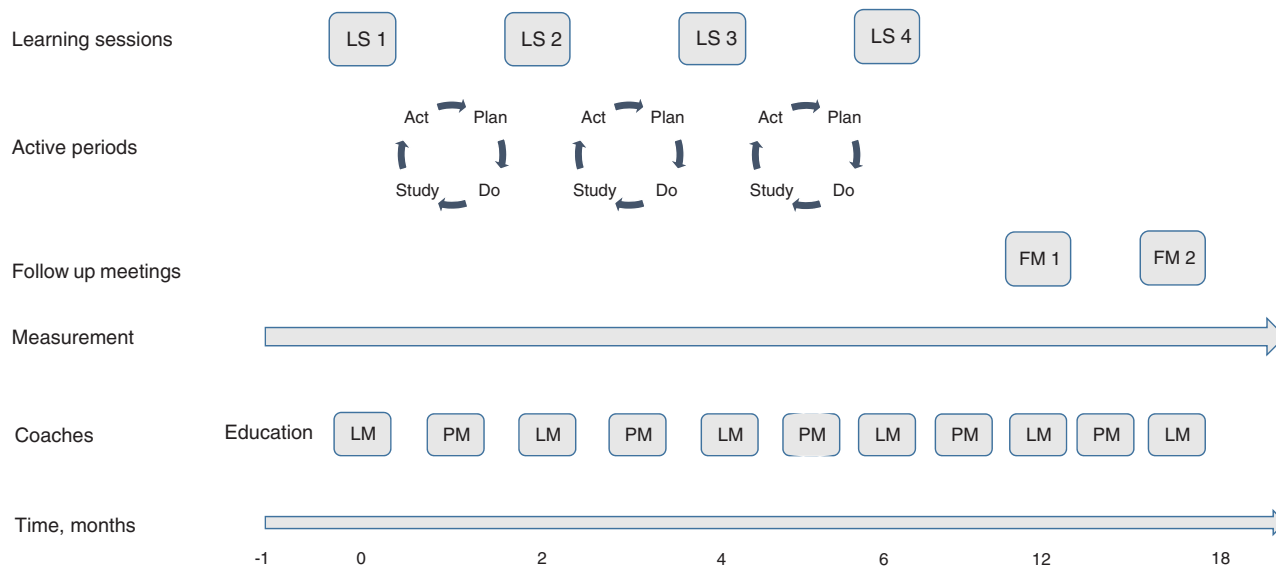 Learning sessions LS 1 LS 2 LS 3 LS 4
Act Plan Act Plan Act Plan
Active periods
Study Do Study Do Study Do
FM 1 FM 2
Follow up meetings
Measurement
Coaches Education LM PM LM PM LM PM LM PM LM PM LM
Time, months
-1 0 2 4 6 12 18